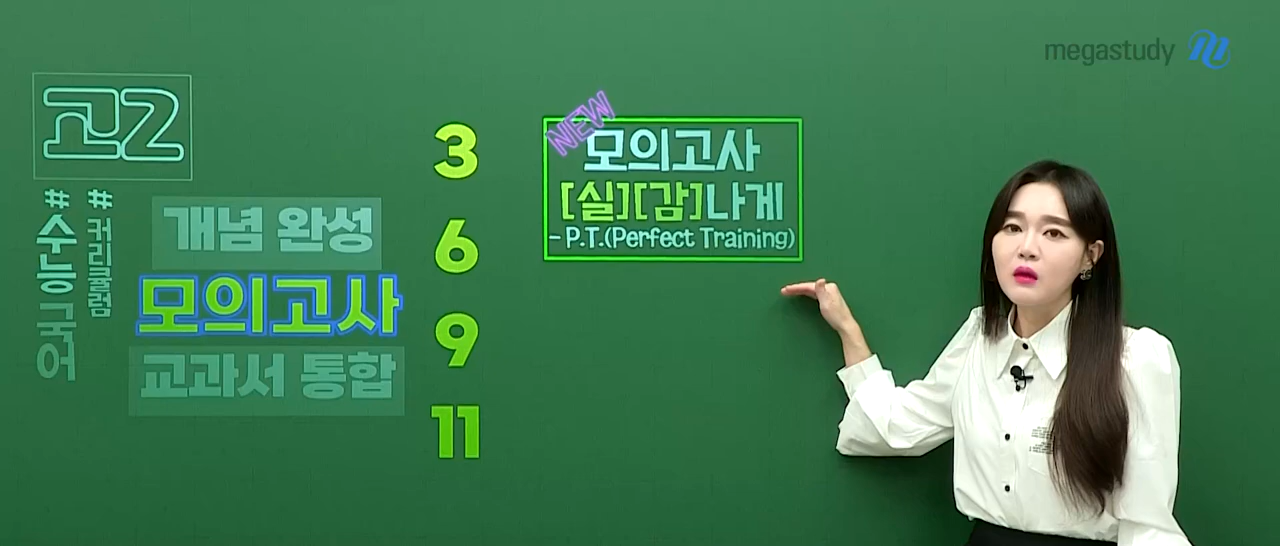 megastudy
고2
#수능국어
#커리큘럼
개념 완성
모의고사
교과서 통합
3
6
9
11
NEW
모의고사
[실][감]나게
- P.T.(Perfect Training)